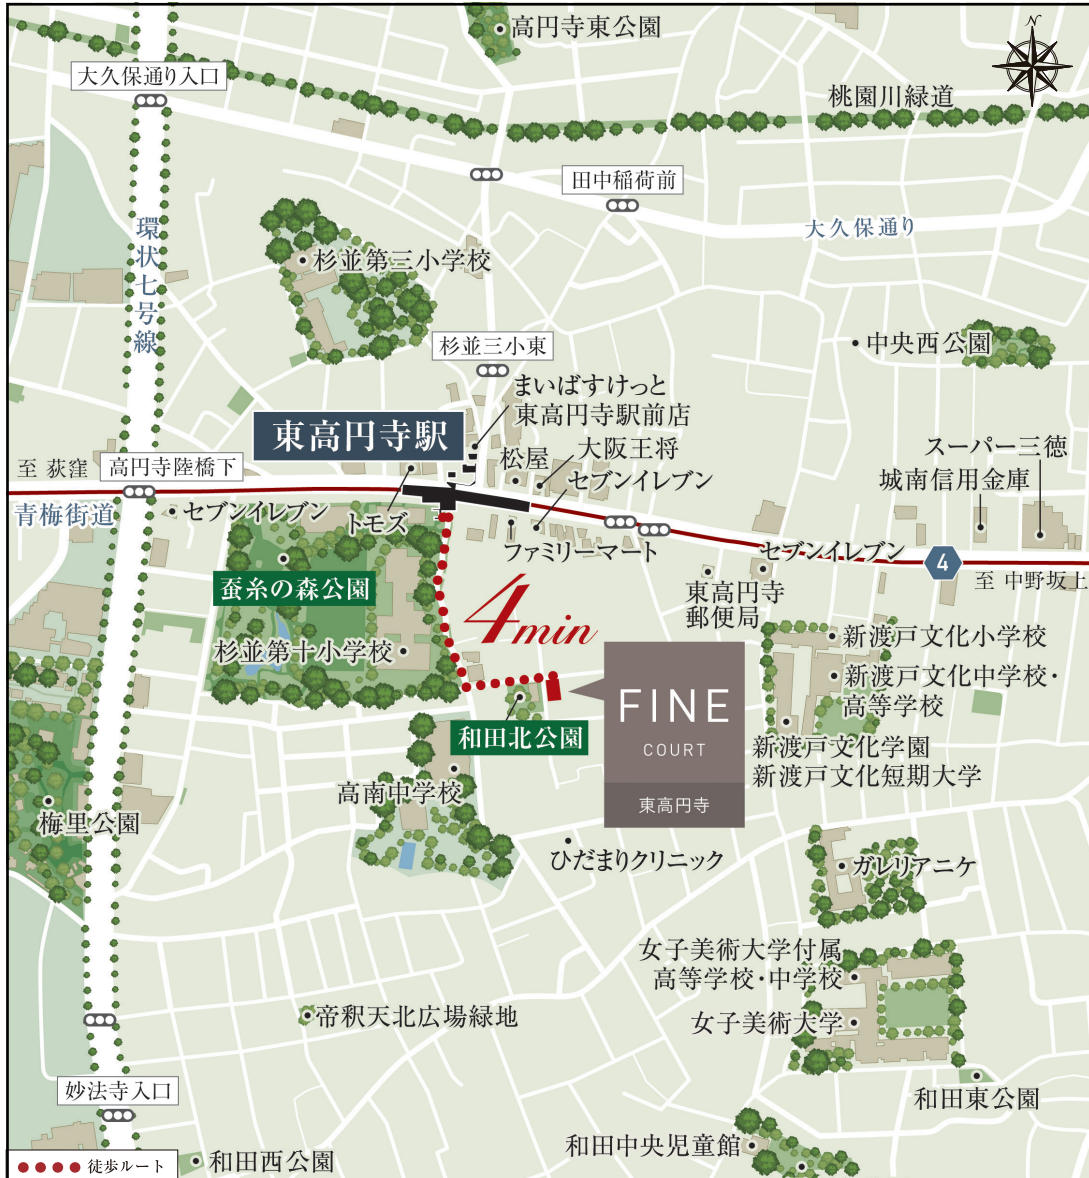 高円寺東公園
N
大久保通り入口
桃園川緑道
田中稲荷前
大久保通り
環状七号線
杉並第三小学校
杉並三小東
中央西公園
まいばすけっと
東高円寺駅前店
東高円寺駅
松屋
大阪王将
セブンイレブン
スーパー三徳
城南信用金庫
至 荻窪
高円寺陸橋下
青梅街道
セブンイレブン
トモズ
ファミリーマート
セブンイレブン
4
至 中野坂上
蚕糸の森公園
東高円寺
郵便局
4min
杉並第十小学校
新渡戸文化小学校
新渡戸文化中学校・
高等学校
FINE
COURT
東高円寺
和田北公園
新渡戸文化学園
新渡戸文化短期大学
高南中学校
梅里公園
ひだまりクリニック
ガレリアニケ
女子美術大学付属
高等学校・中学校
女子美術大学
帝釈天北広場緑地
妙法寺入口
和田東公園
和田中央児童館
和田西公園
徒歩ルート